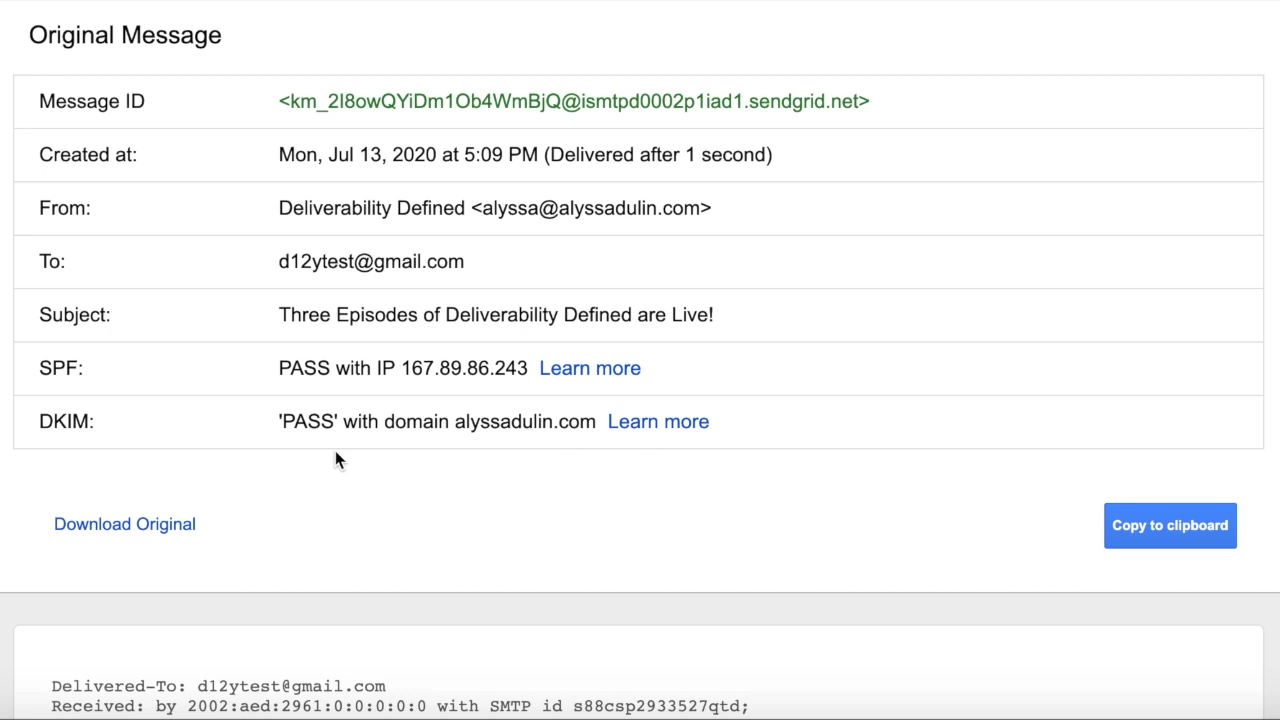 Original Message
Message ID <km_2I8owQYiDm1Ob4WmBjQ@ismtpd0002p1iad1.sendgrid.net>
Created at: Mon, Jul 13, 2020 at 5:09 PM (Delivered after 1 second)
From: Deliverability Defined <alyssa@alyssadulin.com>
To: d12ytest@gmail.com
Subject: Three Episodes of Deliverability Defined are Live!
SPF: PASS with IP 167.89.86.243 Learn more
DKIM: 'PASS' with domain alyssadulin.com Learn more
Download Original Copy to clipboard
Delivered-To: d12ytest@gmail.com
Received: by 2002:aed:2961:0:0:0:0:0 with SMTP id s88csp2933527qtd;